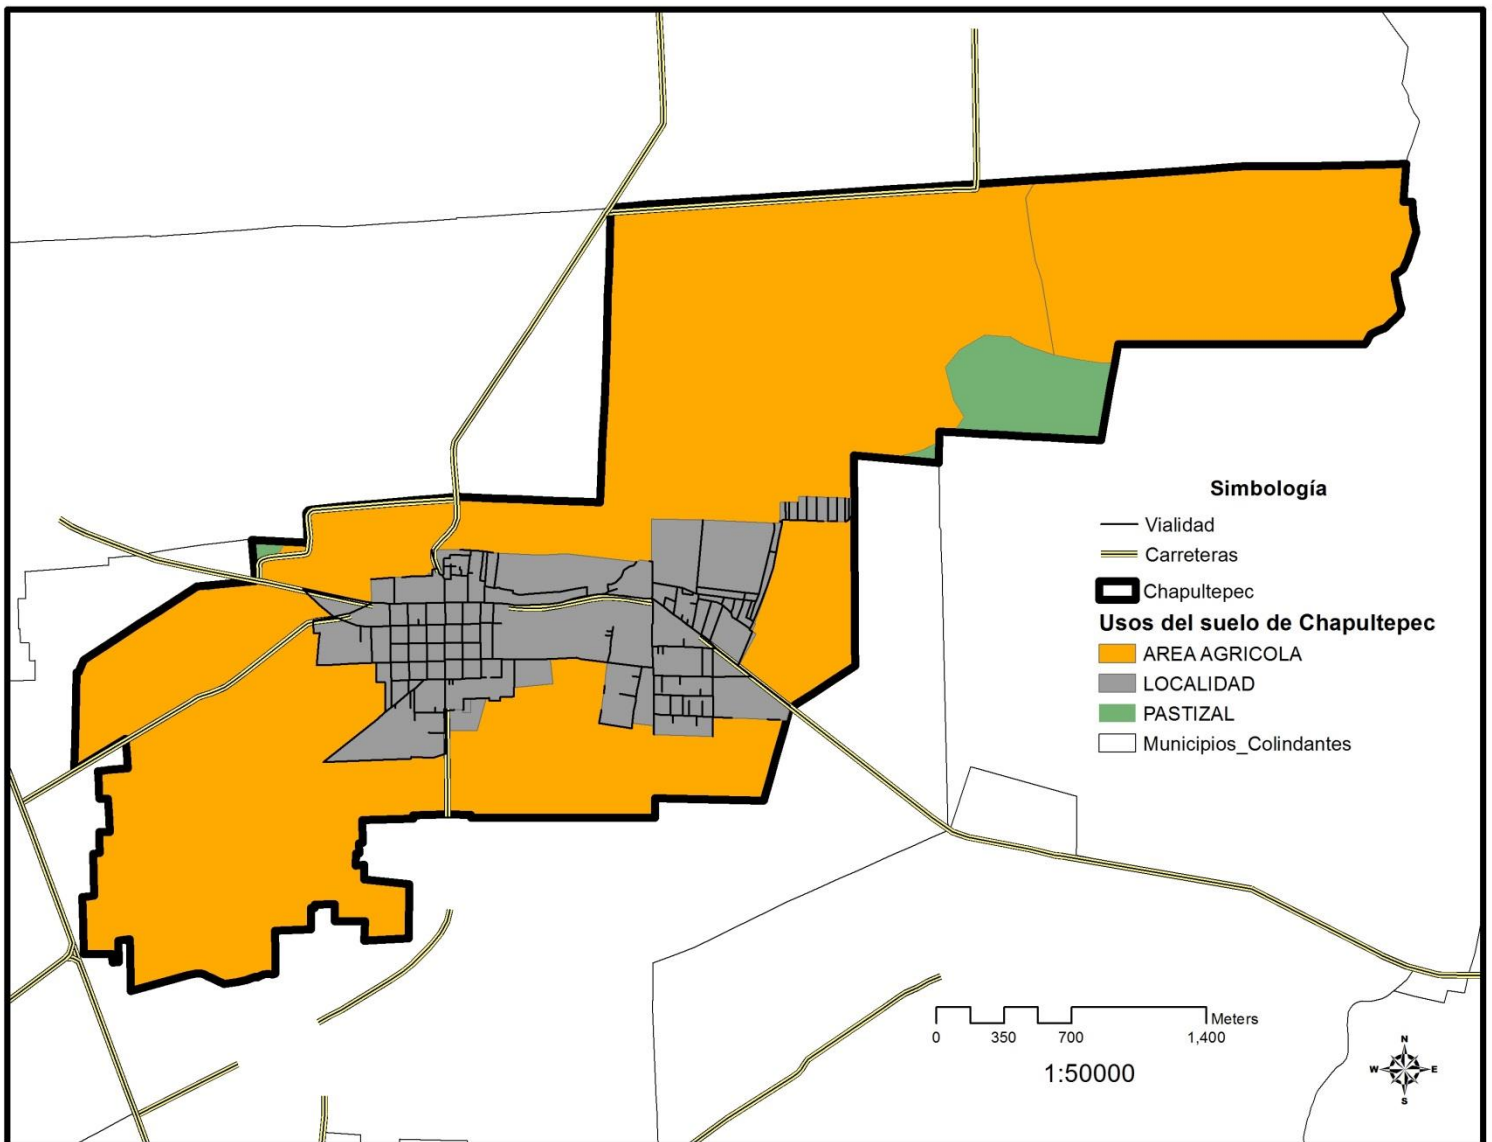 Simbología
Vialidad
Carreteras
Chapultepec
Usos del suelo de Chapultepec
AREA AGRICOLA
LOCALIDAD
PASTIZAL
Municipios_Colindantes
Meters
0 350 700 1,400
1:50000
N
W E
S